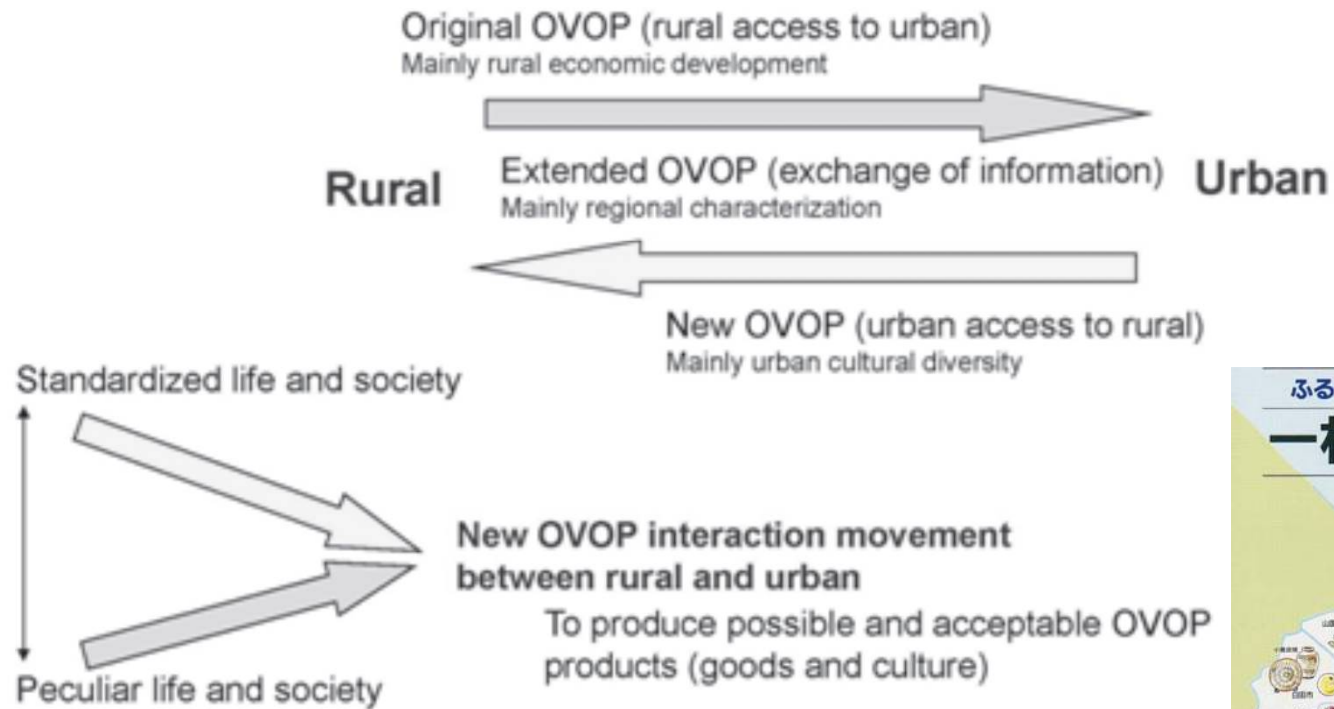 Original OVOP (rural access to urban)
Mainly rural economic development
Rural
Extended OVOP (exchange of information)
Mainly regional characterization
Urban
New OVOP (urban access to rural)
Mainly urban cultural diversity
Standardized life and society
New OVOP interaction movement
between rural and urban
To produce possible and acceptable OVOP
products (goods and culture)
Peculiar life and society
ふる
一村